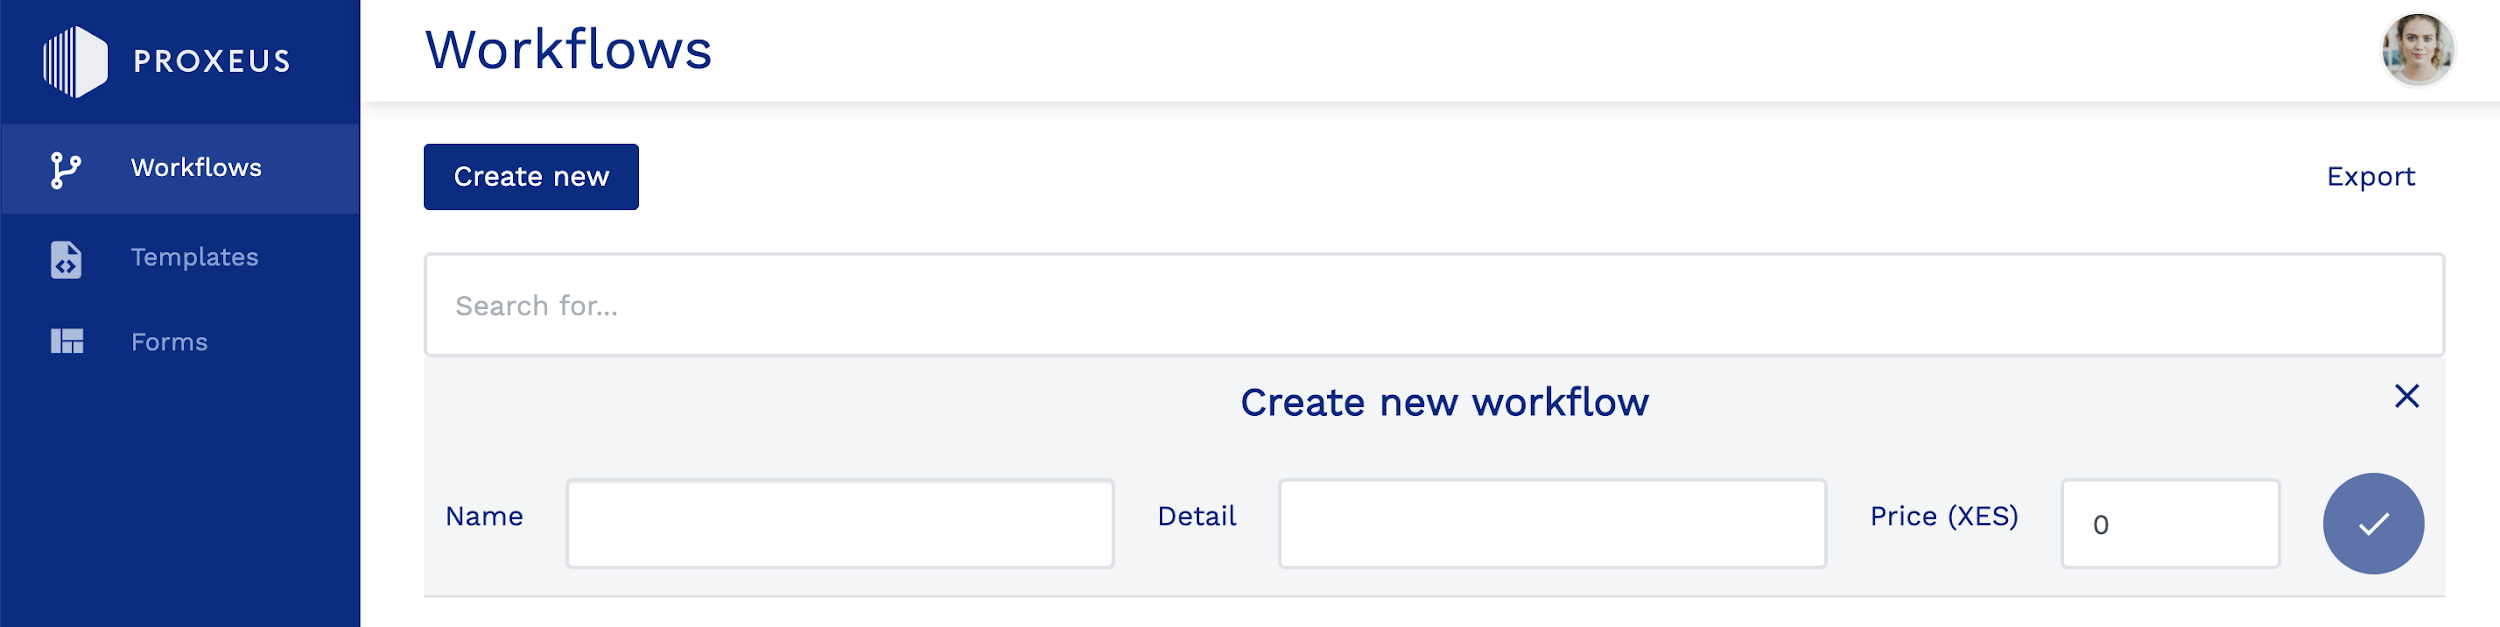 PROXEUS
Workflows
Workflows
Templates
Forms
Create new
Export
Search for...
Create new workflow
Name
Detail
Price (XES)
0